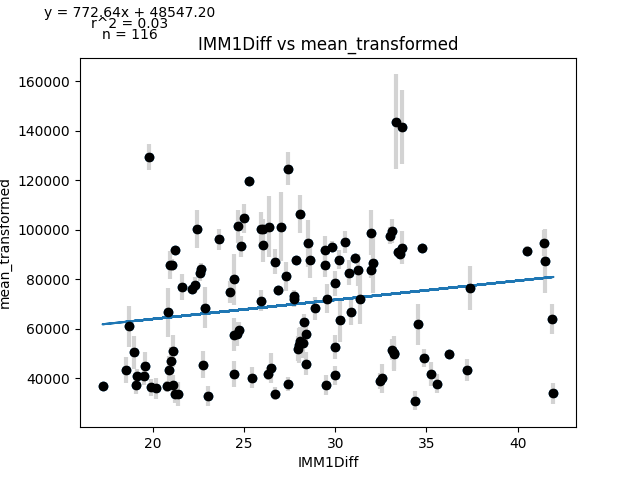 y = 772.64x + 48547.20
r^2 = 0.03
n = 116
IMM1Diff vs mean_transformed
160000
140000
120000
100000
80000
60000
40000
mean_transformed
20 25 30 35 40
IMM1Diff